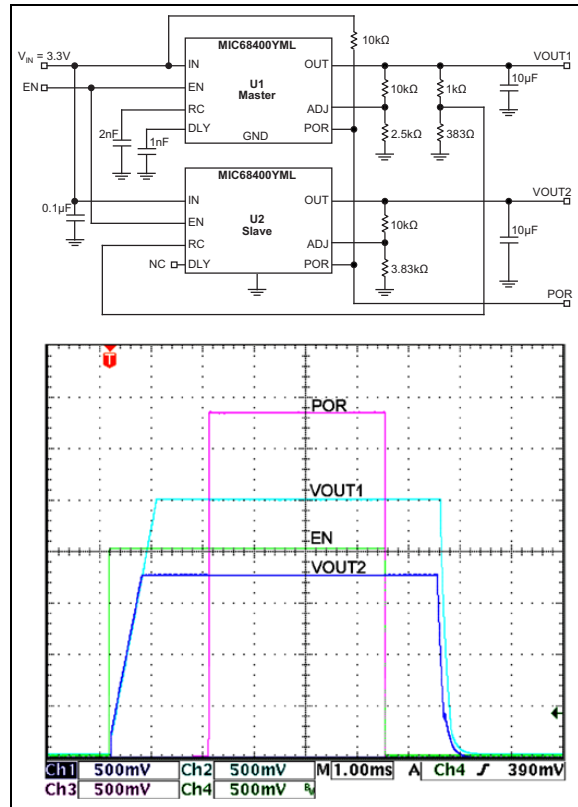 MIC68400YML
10kΩ
VIN = 3.3V
IN
OUT
VOUT1
EN
EN
U1
Master
10kΩ
1kΩ
10µF
RC
ADJ
2nF
1nF
DLY
GND
POR
2.5kΩ
383Ω
MIC68400YML
IN
OUT
VOUT2
0.1µF
EN
U2
Slave
10kΩ
10µF
RC
ADJ
NC
DLY
POR
3.83kΩ
POR
T
POR
VOUT1
EN
VOUT2
Ch1 500mV Ch2 500mV M 1.00ms A Ch4 390mV
Ch3 500mV Ch4 500mV